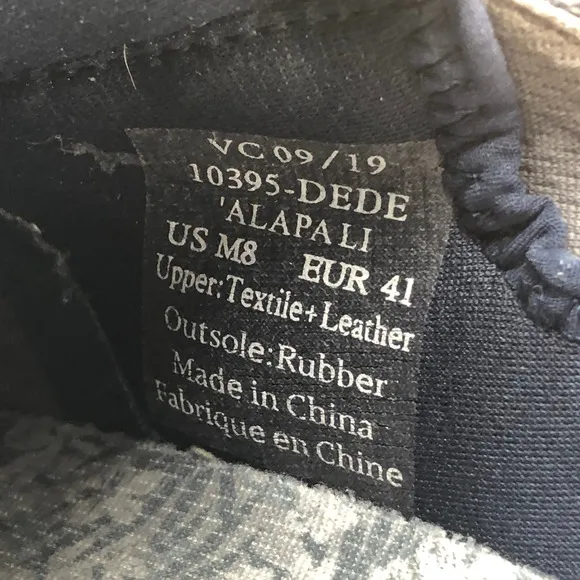 VC 09/19
10395-DEDE
'ALAPA LI
US M8 EUR 41
Upper:Textile+Leather
Outsole:Rubber
Made in China
Fabrique en Chine